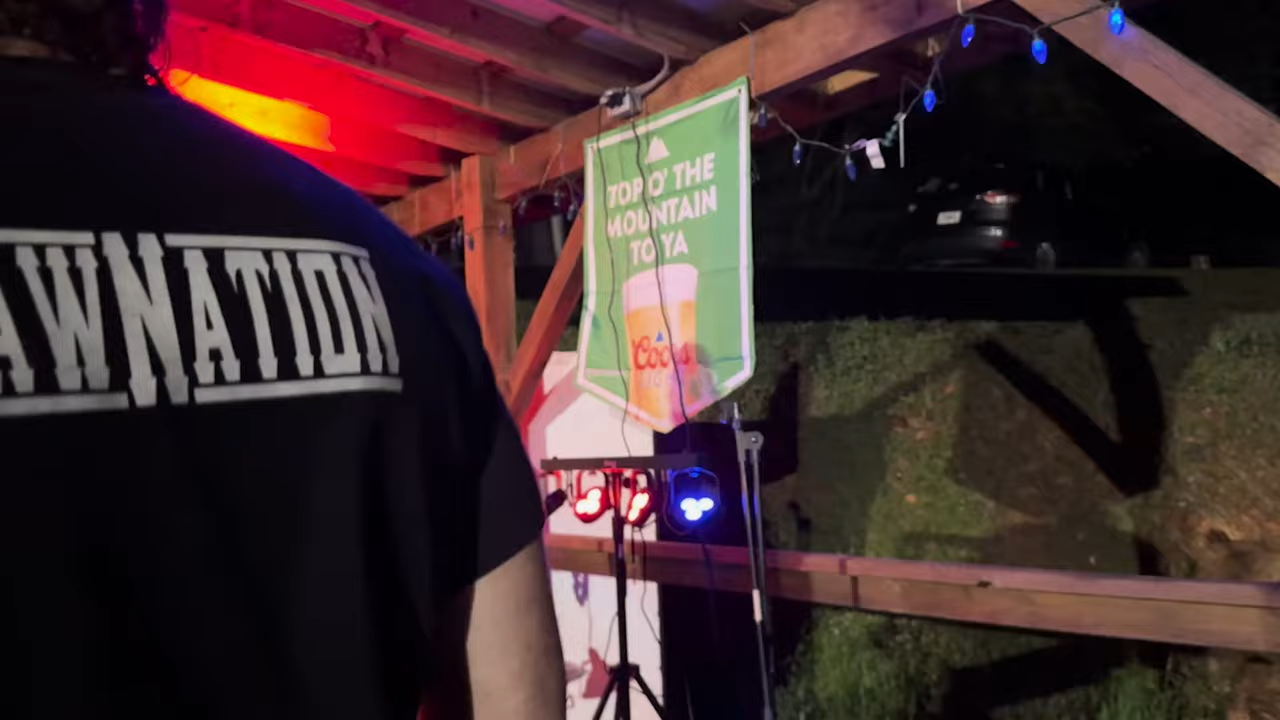 AWNATION
TOP O' THE
MOUNTAIN
TO YA
Coors